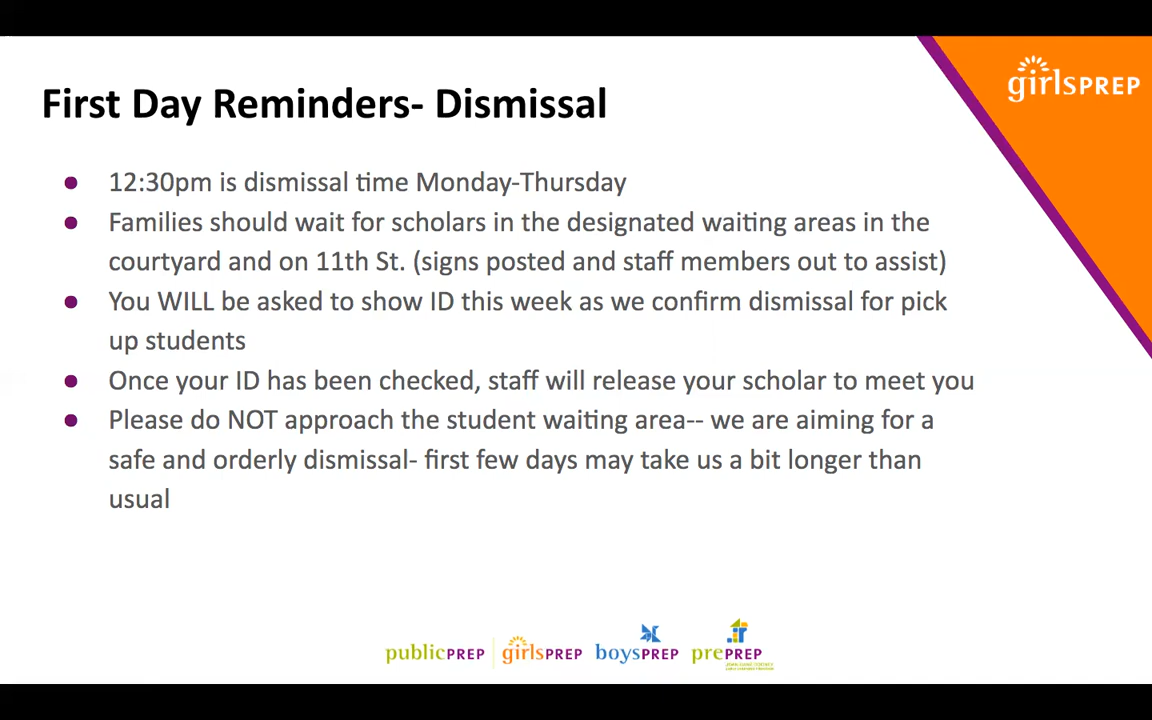 girlsPREP
First Day Reminders- Dismissal
12:30pm is dismissal time Monday-Thursday
Families should wait for scholars in the designated waiting areas in the
courtyard and on 11th St. (signs posted and staff members out to assist)
You WILL be asked to show ID this week as we confirm dismissal for pick
up students
Once your ID has been checked, staff will release your scholar to meet you
Please do NOT approach the student waiting area-- we are aiming for a
safe and orderly dismissal- first few days may take us a bit longer than
usual
publicPREP girlsPREP boysPREP prePREP